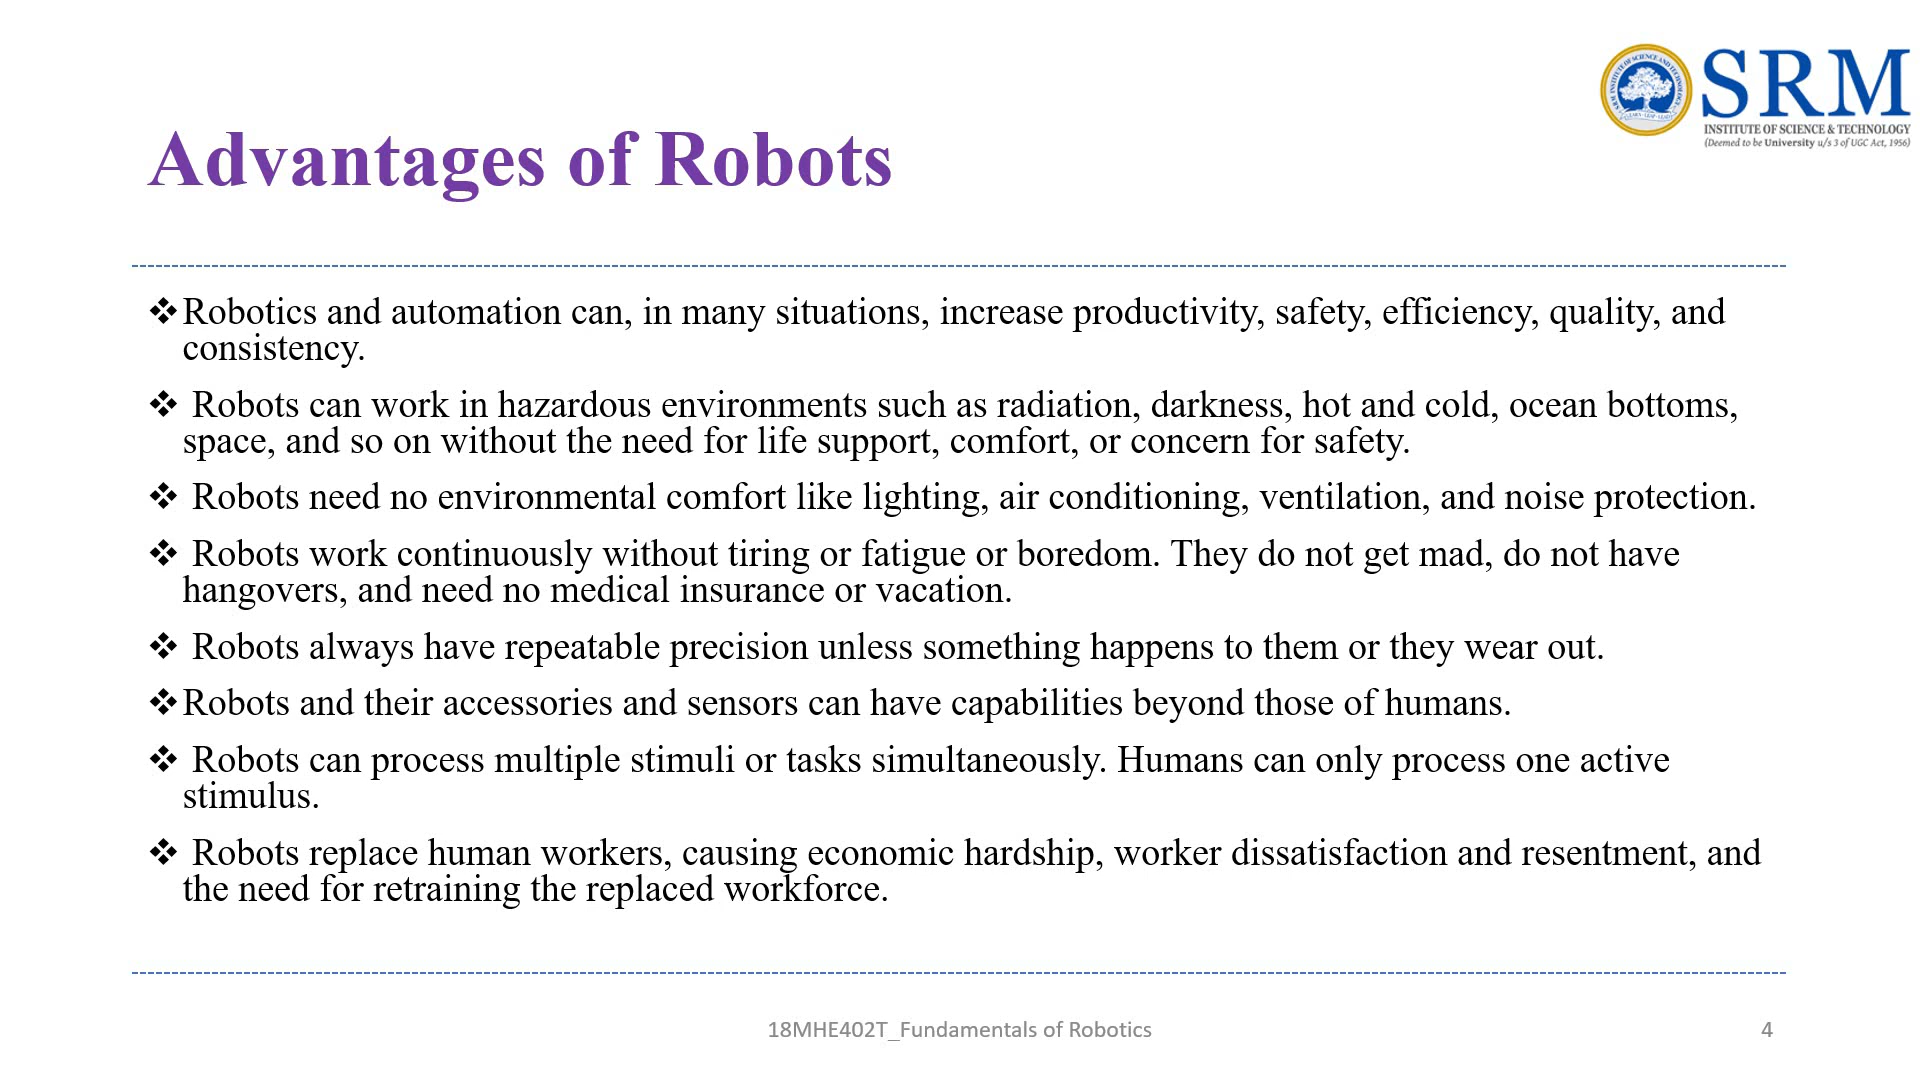 SRM
INSTITUTE OF SCIENCE & TECHNOLOGY
(Deemed to be University u/s 3 of UGC Act, 1956)
Advantages of Robots
❖Robotics and automation can, in many situations, increase productivity, safety, efficiency, quality, and
consistency.
❖ Robots can work in hazardous environments such as radiation, darkness, hot and cold, ocean bottoms,
space, and so on without the need for life support, comfort, or concern for safety.
❖ Robots need no environmental comfort like lighting, air conditioning, ventilation, and noise protection.
❖ Robots work continuously without tiring or fatigue or boredom. They do not get mad, do not have
hangovers, and need no medical insurance or vacation.
❖ Robots always have repeatable precision unless something happens to them or they wear out.
❖Robots and their accessories and sensors can have capabilities beyond those of humans.
❖ Robots can process multiple stimuli or tasks simultaneously. Humans can only process one active
stimulus.
❖ Robots replace human workers, causing economic hardship, worker dissatisfaction and resentment, and
the need for retraining the replaced workforce.
18MHE402T_Fundamentals of Robotics
4